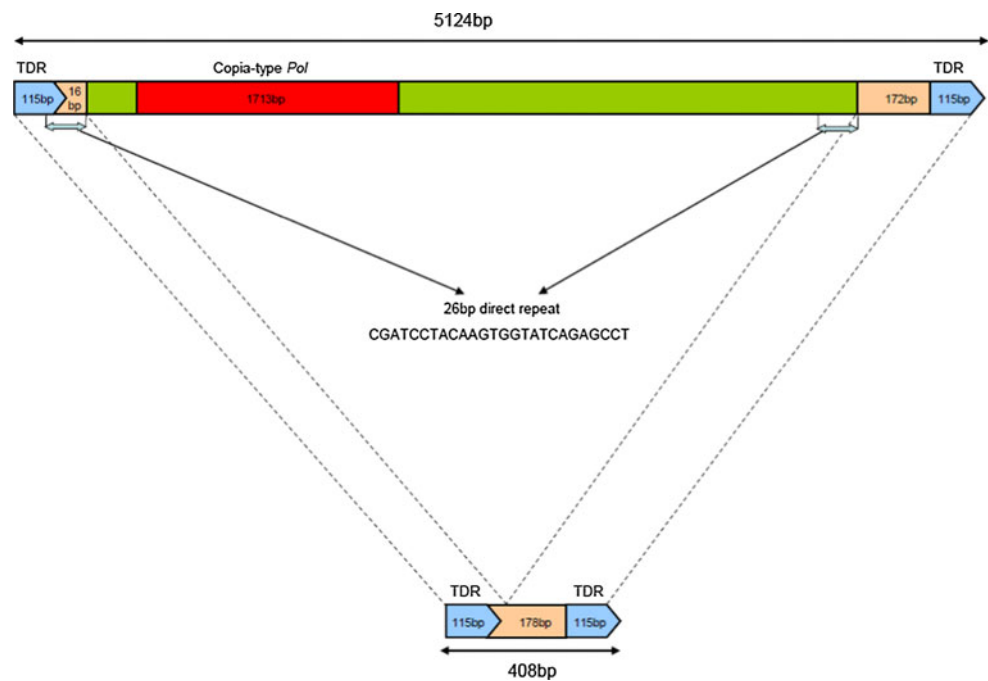 5124bp
TDR
Copia-type Pol
TDR
115bp
16
bp
1713bp
172bp
115bp
26bp direct repeat
CGATCCTACAAGTGGTATCAGAGCCT
TDR
TDR
115bp
178bp
115bp
408bp